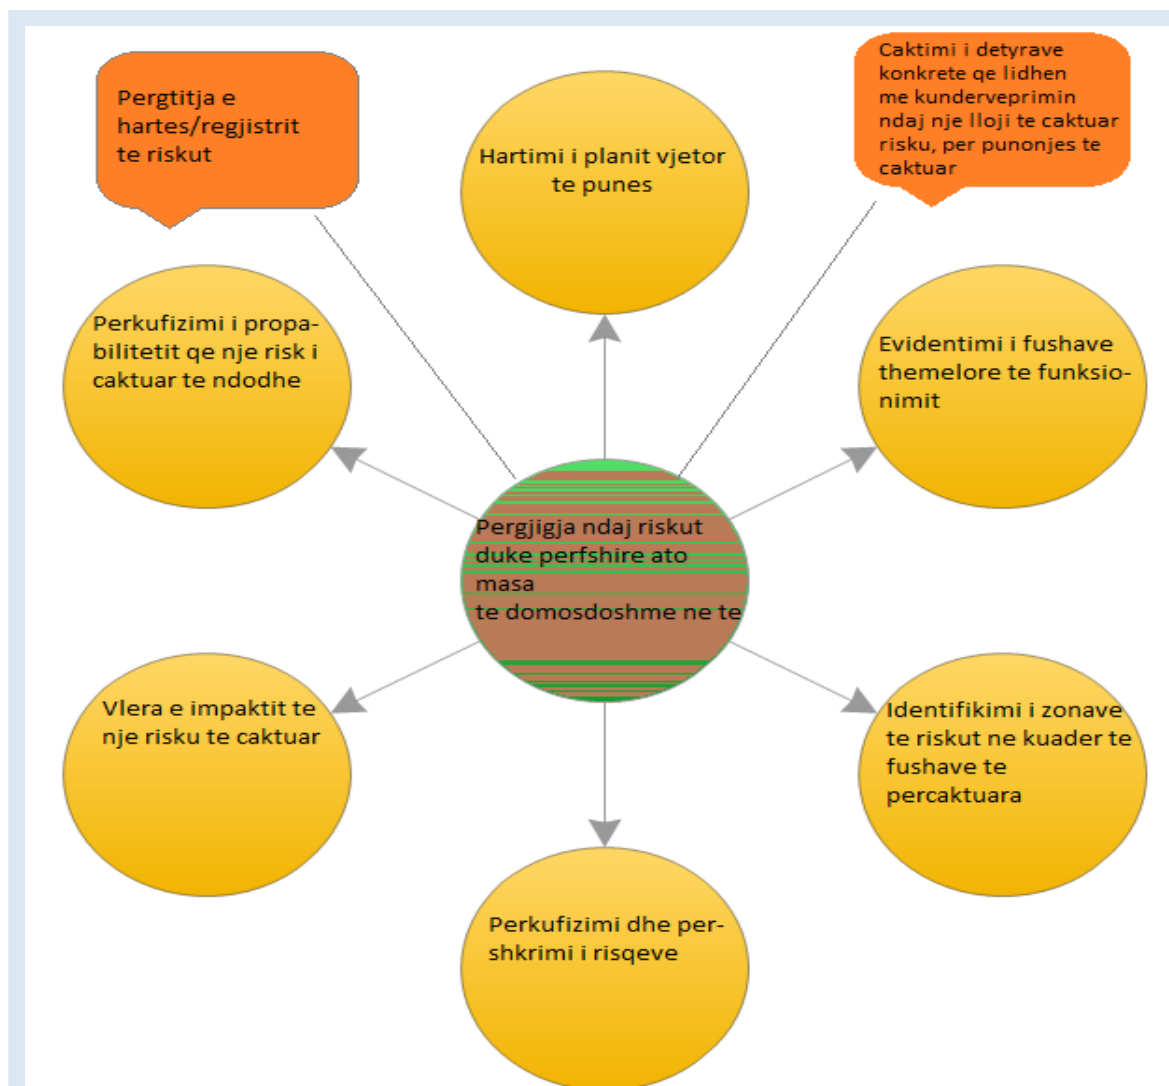 Pergtitja e
hartes/regjistrit
te riskut
Caktimi i detyrave
konkrete qe lidhen
me kunderveprimin
ndaj nje lloji te caktuar
risku, per punonjes te
caktuar
Hartimi i planit vjetor
te punes
Perkufizimi i propa-
bilitetit qe nje risk i
caktuar te ndodhe
Evidentimi i fushave
themelore te funksio-
nimit
Pergjigja ndaj riskut
duke perfshire ato
masa
te domosdoshme ne te
Vlera e impaktit te
nje risku te caktuar
Identifikimi i zonave
te riskut ne kuader te
fushave te
percaktuara
Perkufizimi dhe per-
shkrimi i risqeve